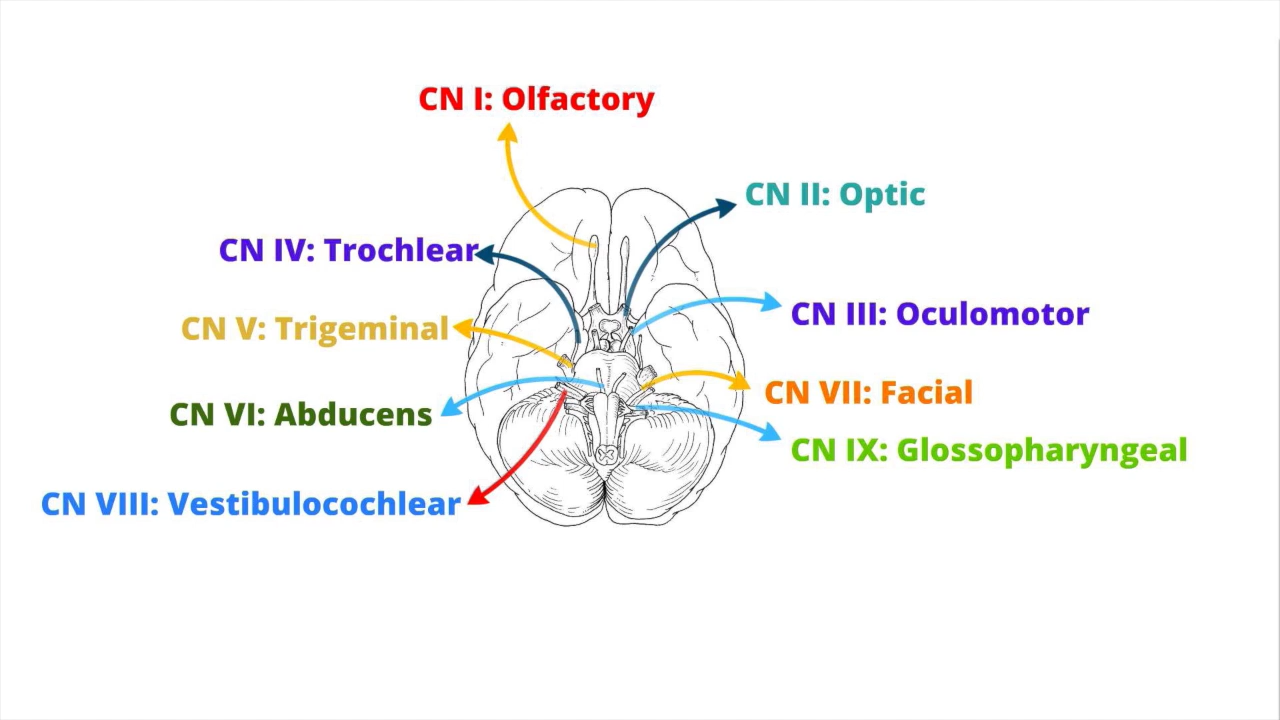 CN I: Olfactory
CN II: Optic
CN IV: Trochlear
CN III: Oculomotor
CN V: Trigeminal
CN VII: Facial
CN VI: Abducens
CN IX: Glossopharyngeal
CN VIII: Vestibulocochlear